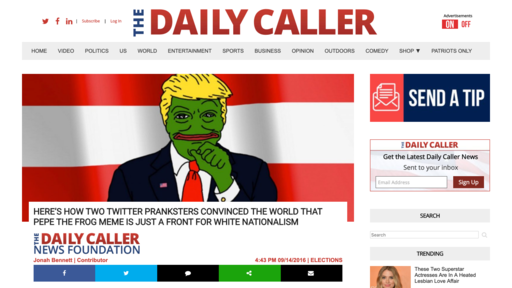 Subscribe
Log In
THE DAILY CALLER
Advertisements
ON OFF
HOME VIDEO POLITICS US WORLD ENTERTAINMENT SPORTS BUSINESS OPINION OUTDOORS COMEDY SHOP ▼ PATRIOTS ONLY
SEND A TIP
THE DAILY CALLER
Get the Latest Daily Caller News
Sent to your inbox
Email Address Sign Up
HERE'S HOW TWO TWITTER PRANKSTERS CONVINCED THE WORLD THAT
PEPE THE FROG MEME IS JUST A FRONT FOR WHITE NATIONALISM
THE DAILY CALLER
NEWS FOUNDATION
Jonah Bennett | Contributor
4:43 PM 09/14/2016 | ELECTIONS
SEARCH
Search
TRENDING
These Two Superstar
Actresses Are In A Heated
Lesbian Love Affair